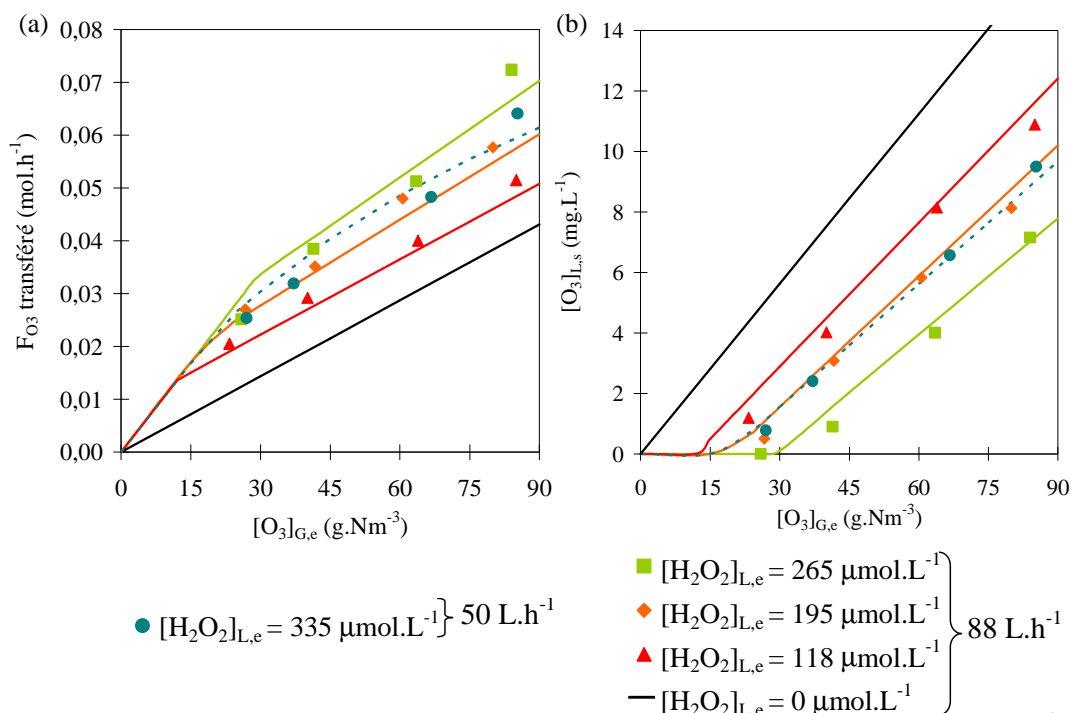 (a)
0,08
0,07
0,06
0,05
0,04
0,03
0,02
0,01
0,00
F_O3 transféré (mol.h⁻¹)
0 15 30 45 60 75 90
[O₃]_G,e (g.Nm⁻³)
(b)
14
12
10
8
6
4
2
0
[O₃]_L,s (mg.L⁻¹)
0 15 30 45 60 75 90
[O₃]_G,e (g.Nm⁻³)
[H₂O₂]_L,e = 335 µmol.L⁻¹ } 50 L.h⁻¹
[H₂O₂]_L,e = 265 µmol.L⁻¹
[H₂O₂]_L,e = 195 µmol.L⁻¹
88 L.h⁻¹
[H₂O₂]_L,e = 118 µmol.L⁻¹
[H₂O₂]_L,e = 0 µmol.L⁻¹